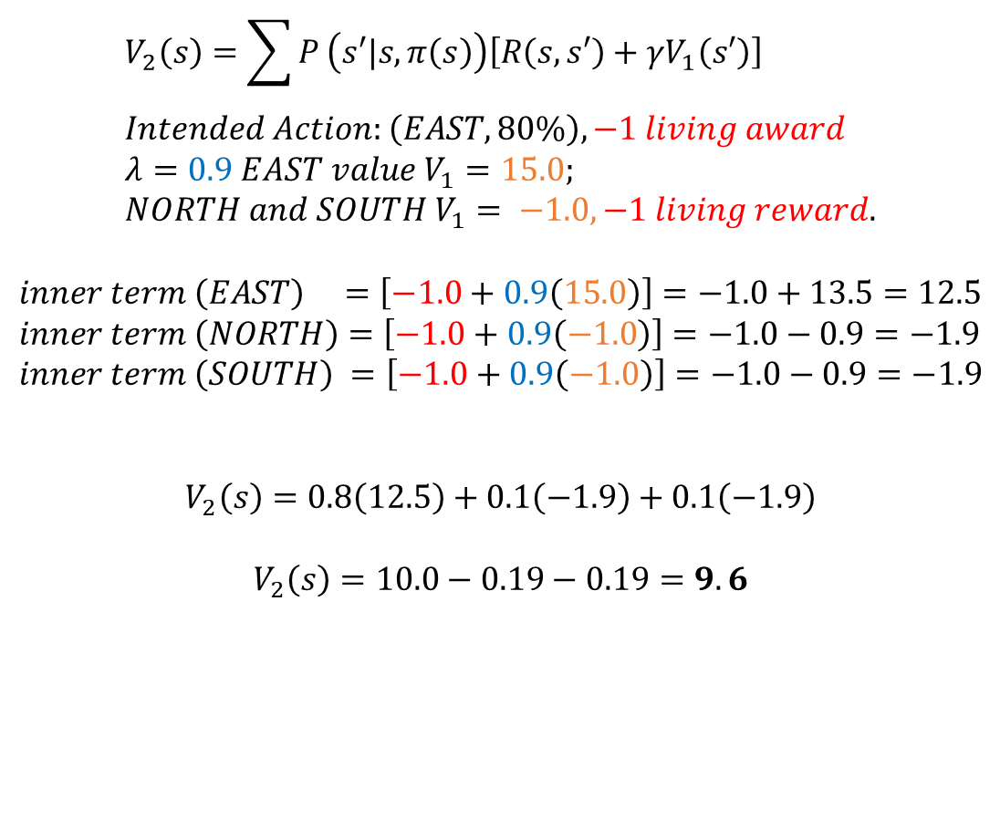 V₂(s) = ∑ P (s′|s, π(s))[R(s, s′) + γV₁(s′)]
Intended Action: (EAST, 80%), −1 living award
λ = 0.9 EAST value V₁ = 15.0;
NORTH and SOUTH V₁ = −1.0, −1 living reward.
inner term (EAST) = [−1.0 + 0.9(15.0)] = −1.0 + 13.5 = 12.5
inner term (NORTH) = [−1.0 + 0.9(−1.0)] = −1.0 − 0.9 = −1.9
inner term (SOUTH) = [−1.0 + 0.9(−1.0)] = −1.0 − 0.9 = −1.9
V₂(s) = 0.8(12.5) + 0.1(−1.9) + 0.1(−1.9)
V₂(s) = 10.0 − 0.19 − 0.19 = 9.6